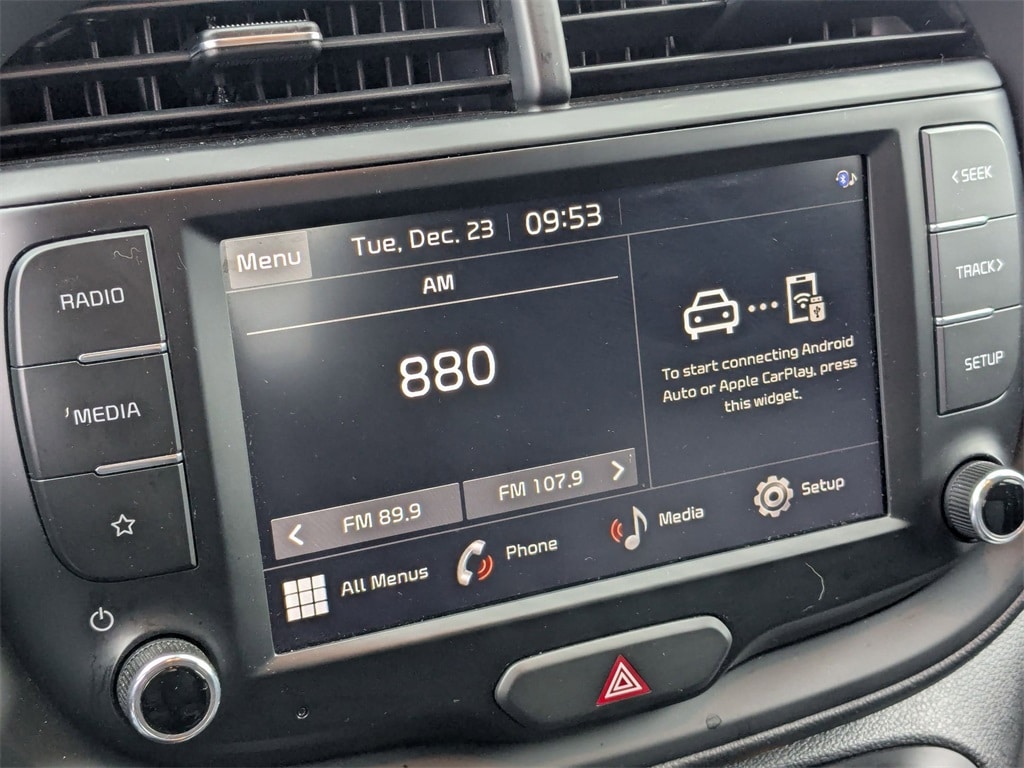 Menu
Tue, Dec. 23
09:53
AM
880
To start connecting Android
Auto or Apple CarPlay, press
this widget.
< FM 89.9
FM 107.9 >
All Menus
Phone
Media
Setup
RADIO
MEDIA
< SEEK
TRACK >
SETUP